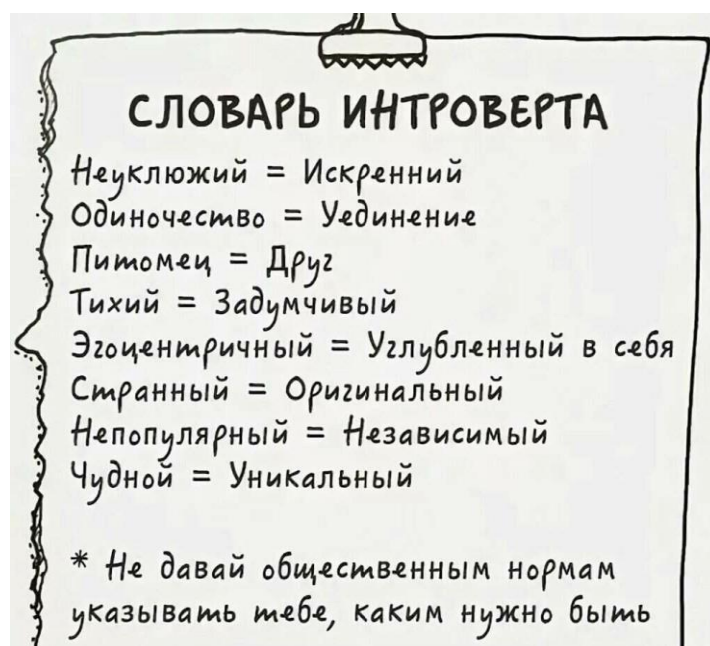 СЛОВАРЬ ИНТРОВЕРТА
Неуклюжий = Искренний
Одиночество = Уединение
Питомец = Друг
Тихий = Задумчивый
Эгоцентричный = Углубленный в себя
Странный = Оригинальный
Непопулярный = Независимый
Чудной = Уникальный
* Не давай общественным нормам
указывать тебе, каким нужно быть